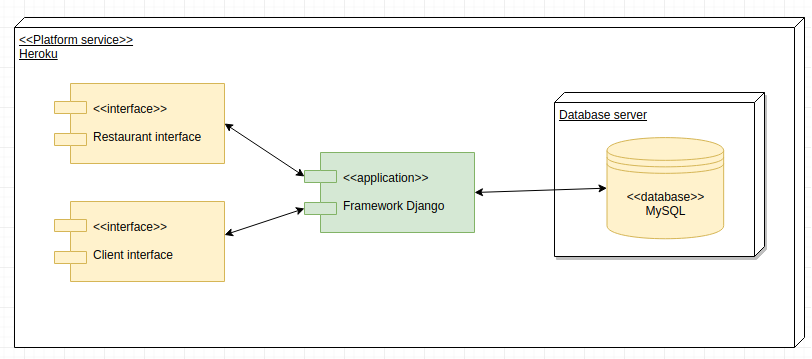 <<Platform service>>
Heroku
<<interface>>
Restaurant interface
<<interface>>
Client interface
<<application>>
Framework Django
Database server
<<database>>
MySQL